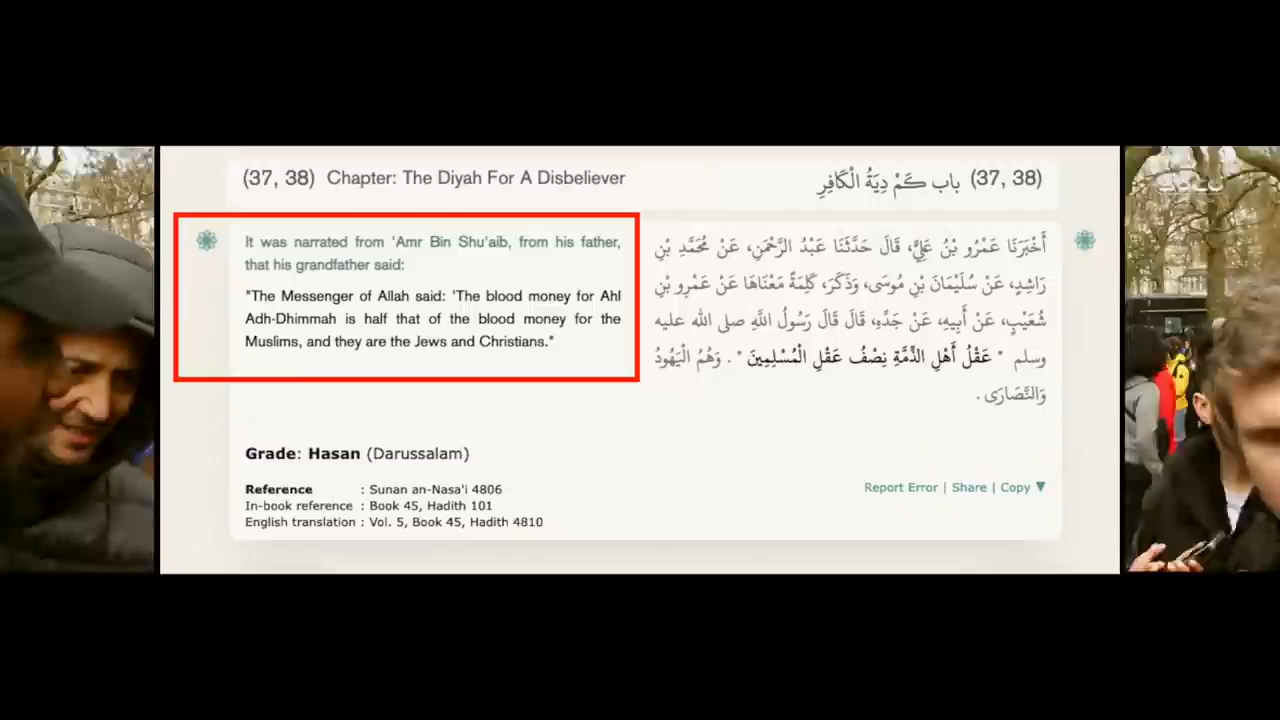 (37, 38) Chapter: The Diyah For A Disbeliever
باب كَمْ دِيَةُ الْكَافِرِ (37, 38)
It was narrated from 'Amr Bin Shu'aib, from his father,
that his grandfather said:
"The Messenger of Allah said: 'The blood money for Ahl
Adh-Dhimmah is half that of the blood money for the
Muslims, and they are the Jews and Christians."
أَخْبَرَنَا عَمْرُو بْنُ عَلِيٍّ، قَالَ حَدَّثَنَا عَبْدُ الرَّحْمَنِ، عَنْ مُحَمَّدِ بْنِ
رَاشِدٍ، عَنْ سُلَيْمَانَ بْنِ مُوسَى، وَذَكَرَ، كَلِمَةً مَعْنَاهَا عَنْ عَمْرِو بْنِ
شُعَيْبٍ، عَنْ أَبِيهِ، عَنْ جَدِّهِ، قَالَ قَالَ رَسُولُ اللَّهِ صلى الله عليه
وسلم " عَقْلُ أَهْلِ الذِّمَّةِ نِصْفُ عَقْلِ الْمُسْلِمِينَ " . وَهُمُ الْيَهُودُ
وَالنَّصَارَى .
Grade: Hasan (Darussalam)
Reference : Sunan an-Nasa'i 4806
In-book reference : Book 45, Hadith 101
English translation : Vol. 5, Book 45, Hadith 4810
Report Error | Share | Copy ▼